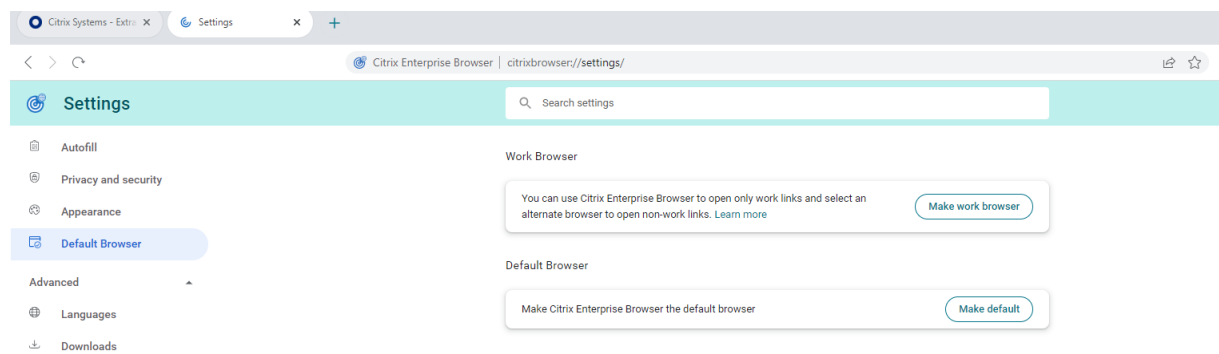 Citrix Systems - Extra
Settings
Citrix Enterprise Browser | citrixbrowser://settings/
Settings
Search settings
Autofill
Privacy and security
Appearance
Default Browser
Advanced
Languages
Downloads
Work Browser
You can use Citrix Enterprise Browser to open only work links and select an
alternate browser to open non-work links. Learn more
Make work browser
Default Browser
Make Citrix Enterprise Browser the default browser
Make default